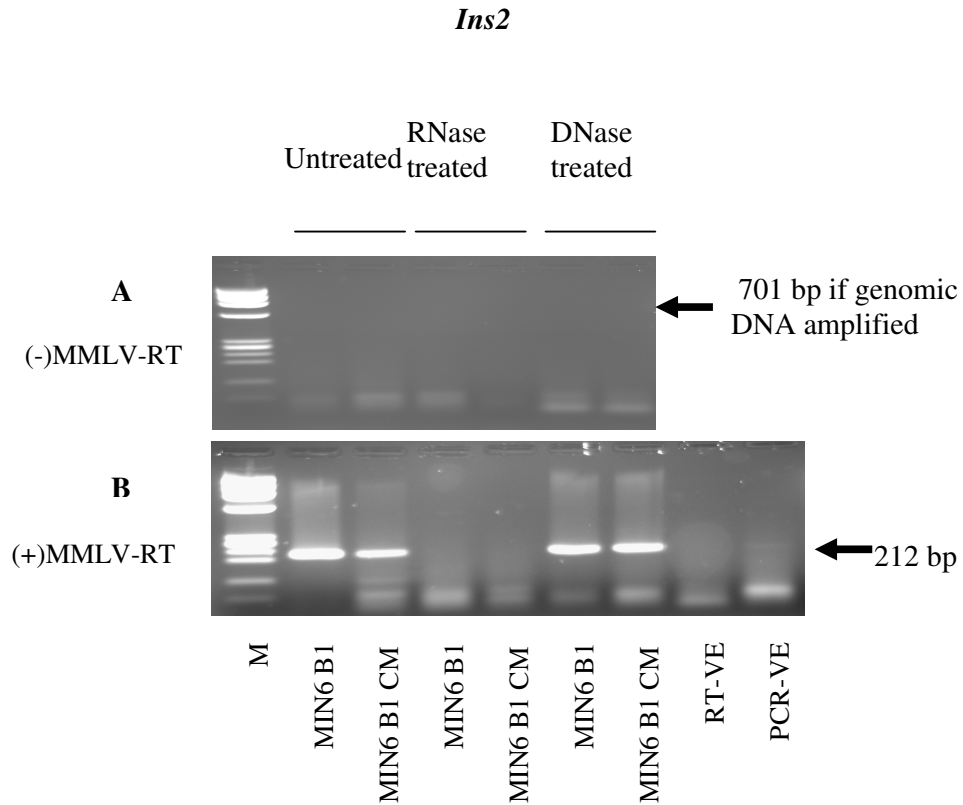 Ins2
Untreated
RNase
treated
DNase
treated
A
(-)MMLV-RT
701 bp if genomic
DNA amplified
B
(+)MMLV-RT
212 bp
M
MIN6 B1
MIN6 B1 CM
MIN6 B1
MIN6 B1 CM
MIN6 B1
MIN6 B1 CM
RT-VE
PCR-VE